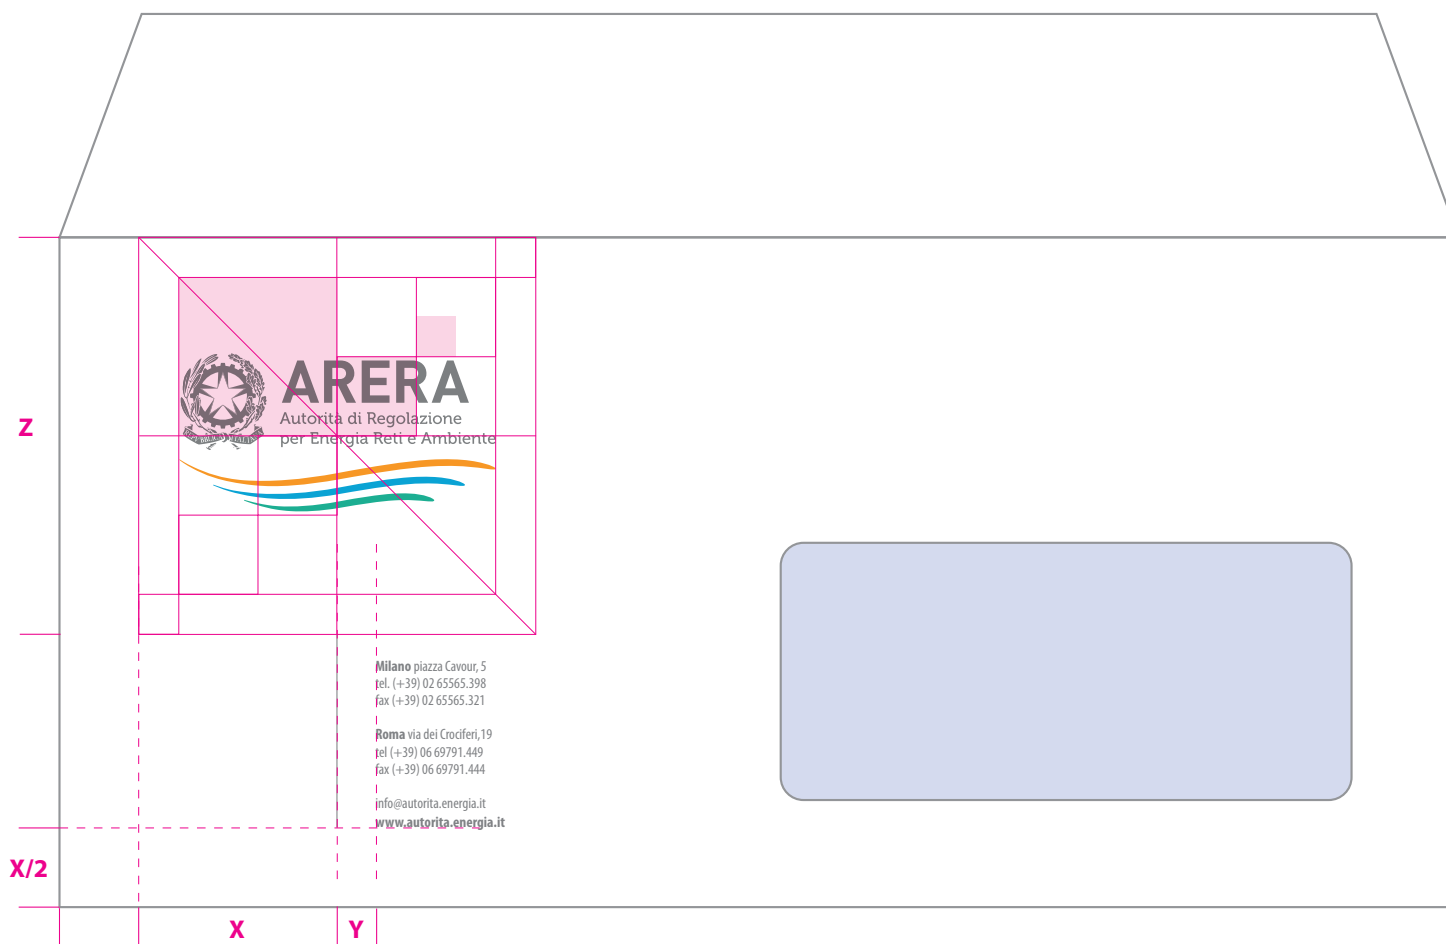 ARERA
Autorità di Regolazione
per Energia Reti e Ambiente
Z
Milano piazza Cavour, 5
tel. (+39) 02 65565.398
fax (+39) 02 65565.321
Roma via dei Crociferi,19
tel (+39) 06 69791.449
fax (+39) 06 69791.444
info@autorita.energia.it
www.autorita.energia.it
X/2
X
Y